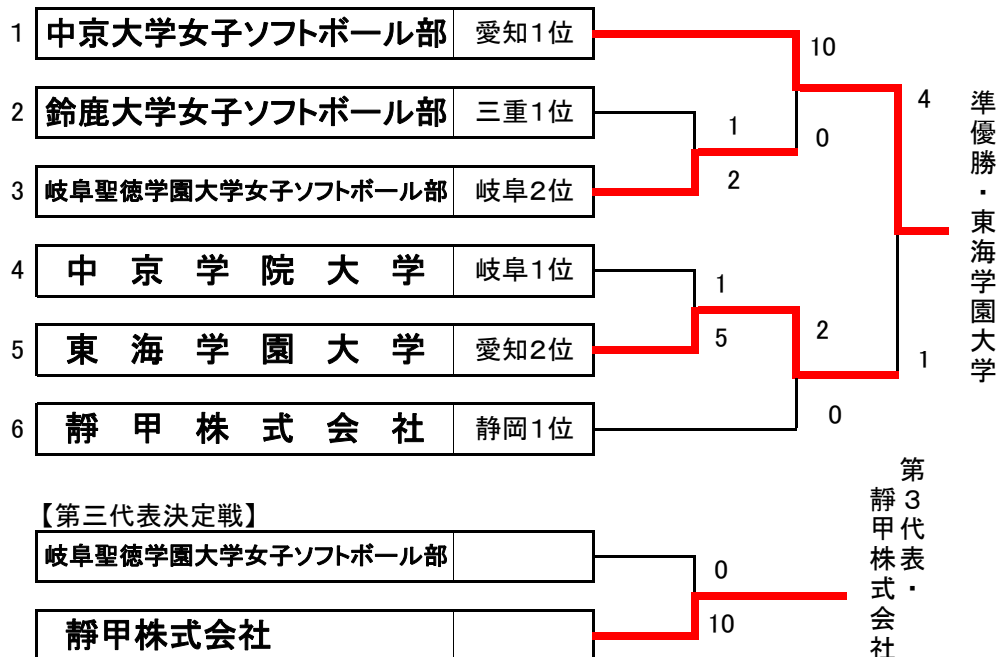 1 中京大学女子ソフトボール部 愛知1位
2 鈴鹿大学女子ソフトボール部 三重1位
3 岐阜聖徳学園大学女子ソフトボール部 岐阜2位
4 中京学院大学 岐阜1位
5 東海学園大学 愛知2位
6 靜甲株式会社 静岡1位
10
0
1
2
1
5
2
0
4
1
準優勝・東海学園大学
【第三代表決定戦】
岐阜聖徳学園大学女子ソフトボール部
靜甲株式会社
0
10
第3代表・
靜甲株式会社